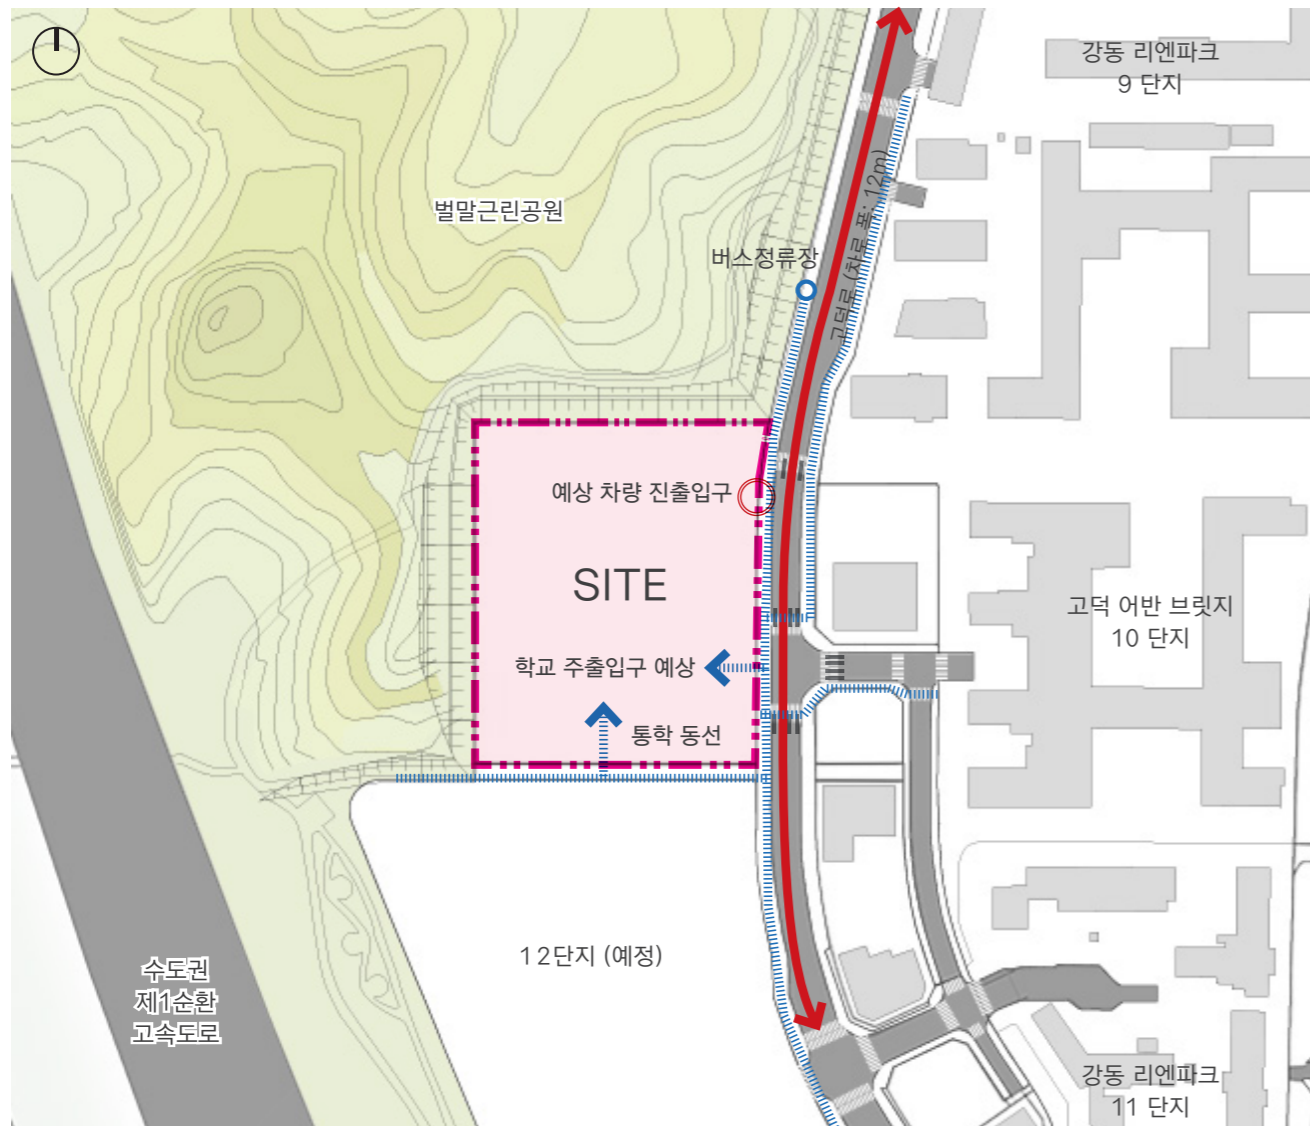 강동 리엔파크
9 단지
벌말근린공원
버스정류장
고덕로 (차로 폭: 12m)
예상 차량 진출입구
SITE
고덕 어반 브릿지
10 단지
학교 주출입구 예상
통학 동선
12단지 (예정)
수도권
제1순환
고속도로
강동 리엔파크
11 단지